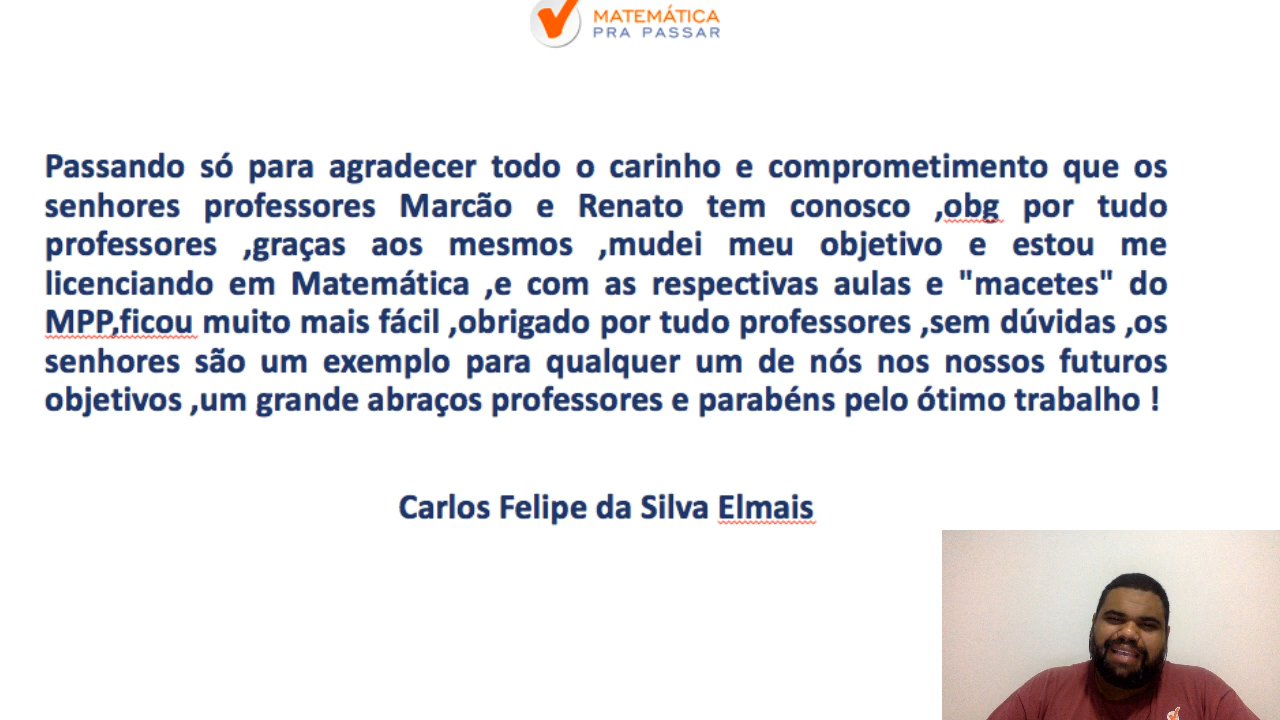 MATEMÁTICA
PRA PASSAR
Passando só para agradecer todo o carinho e comprometimento que os
senhores professores Marcão e Renato tem conosco ,obg por tudo
professores ,graças aos mesmos ,mudei meu objetivo e estou me
licenciando em Matemática ,e com as respectivas aulas e "macetes" do
MPP,ficou muito mais fácil ,obrigado por tudo professores ,sem dúvidas ,os
senhores são um exemplo para qualquer um de nós nos nossos futuros
objetivos ,um grande abraços professores e parabéns pelo ótimo trabalho !
Carlos Felipe da Silva Elmais